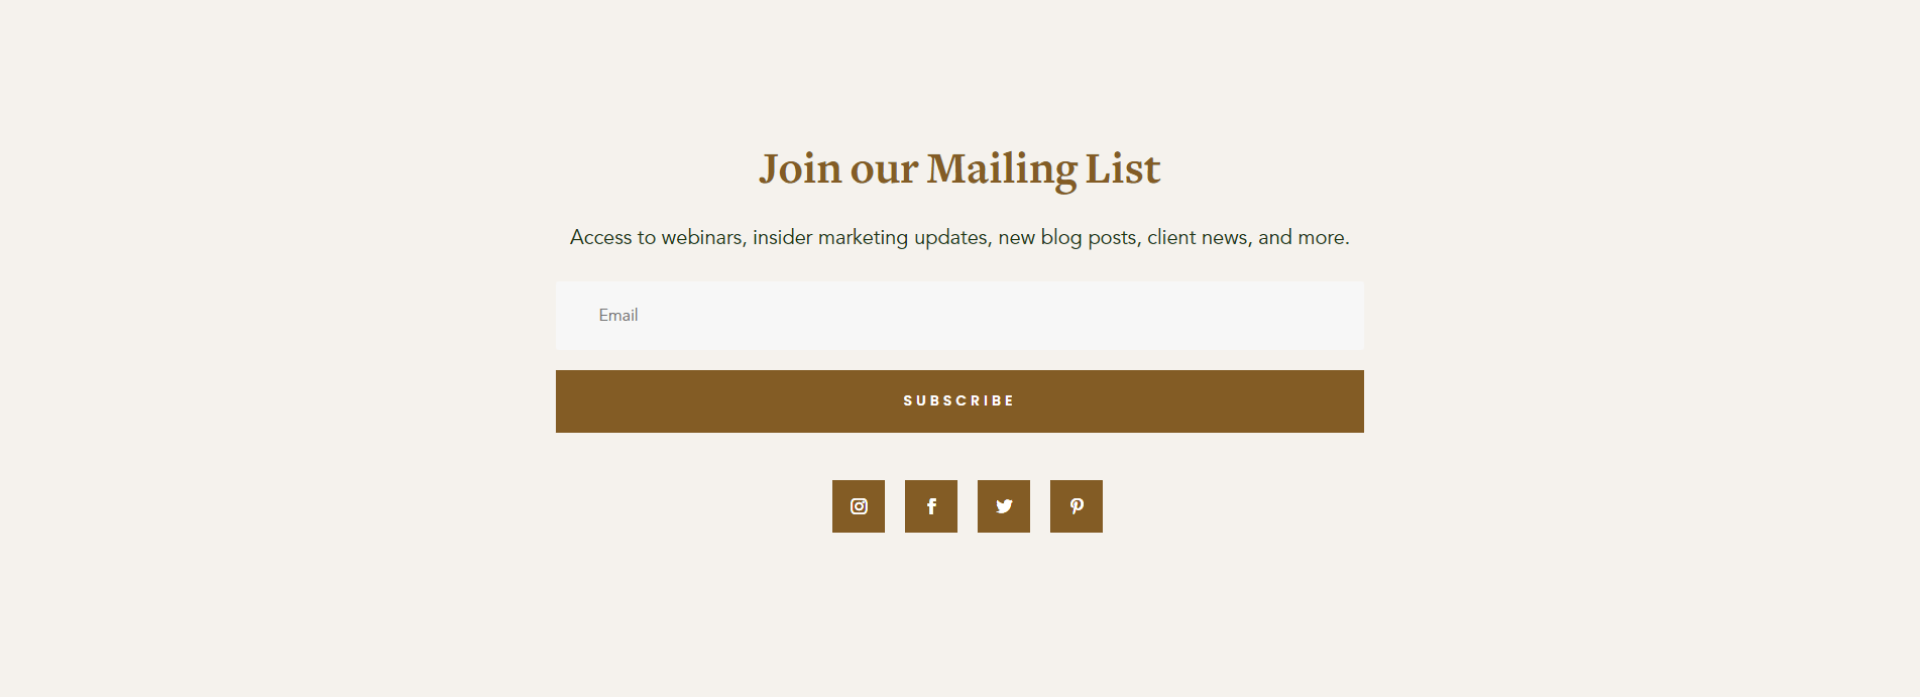 Join our Mailing List
Access to webinars, insider marketing updates, new blog posts, client news, and more.
Email
SUBSCRIBE